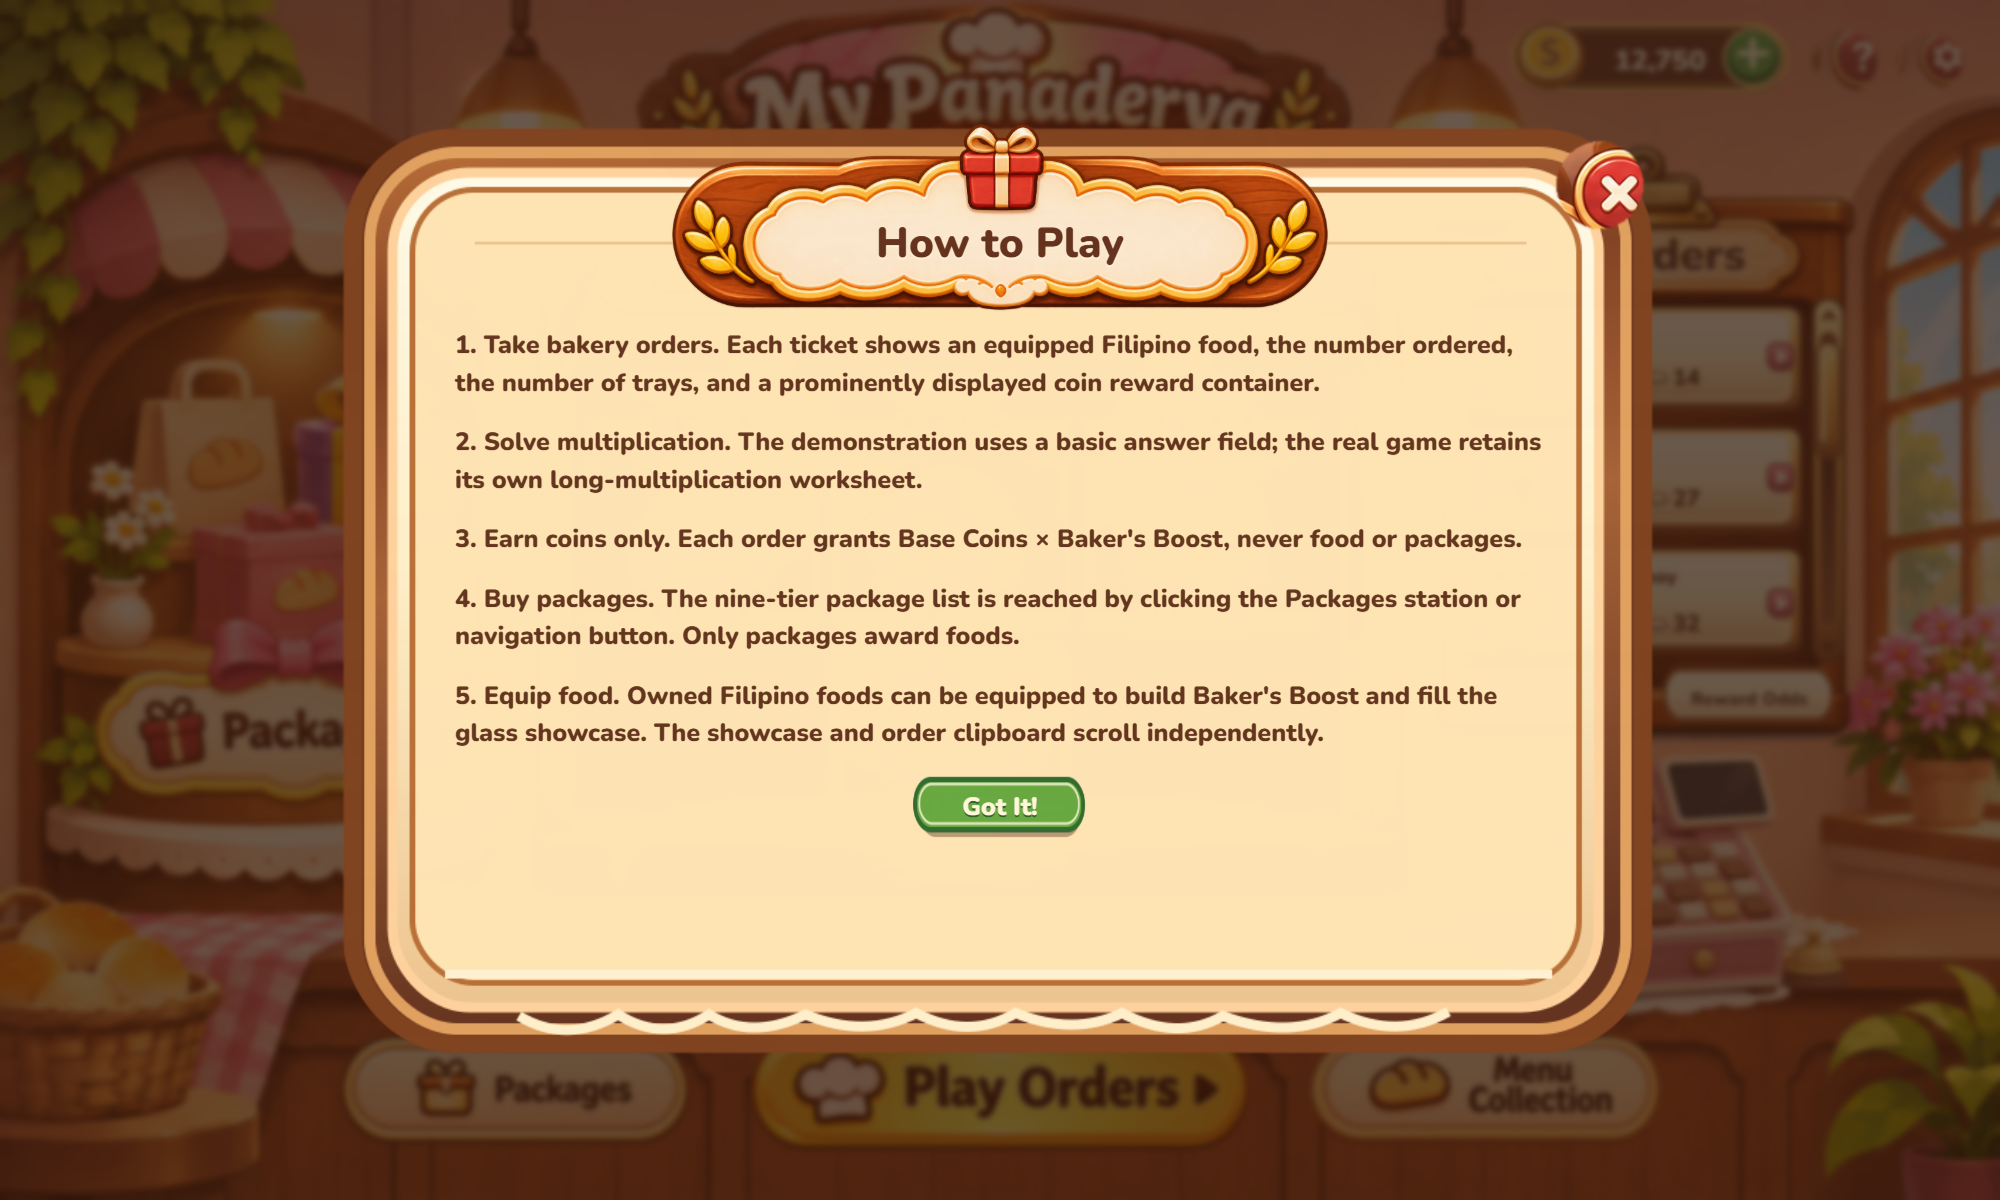 My Panaderya
12,750
?
How to Play
ders
1. Take bakery orders. Each ticket shows an equipped Filipino food, the number ordered,
the number of trays, and a prominently displayed coin reward container.
14
2. Solve multiplication. The demonstration uses a basic answer field; the real game retains
its own long-multiplication worksheet.
27
3. Earn coins only. Each order grants Base Coins × Baker's Boost, never food or packages.
4. Buy packages. The nine-tier package list is reached by clicking the Packages station or
navigation button. Only packages award foods.
32
5. Equip food. Owned Filipino foods can be equipped to build Baker's Boost and fill the
glass showcase. The showcase and order clipboard scroll independently.
Reward Odds
Packa
Got It!
Packages
Play Orders
Menu
Collection